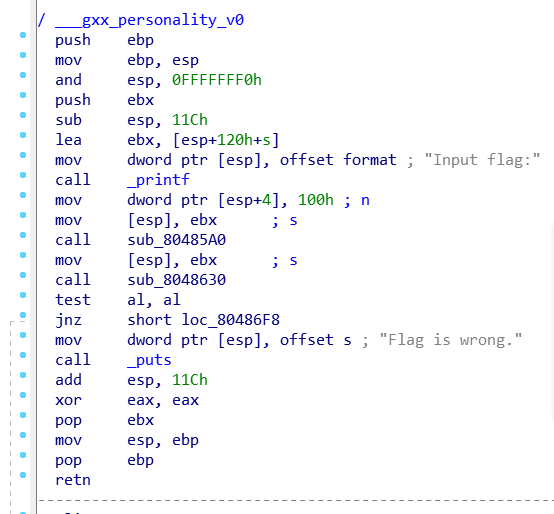 / ___gxx_personality_v0
push ebp
mov ebp, esp
and esp, 0FFFFFFF0h
push ebx
sub esp, 11Ch
lea ebx, [esp+120h+s]
mov dword ptr [esp], offset format ; "Input flag:"
call _printf
mov dword ptr [esp+4], 100h ; n
mov [esp], ebx ; s
call sub_80485A0
mov [esp], ebx ; s
call sub_8048630
test al, al
jnz short loc_80486F8
mov dword ptr [esp], offset s ; "Flag is wrong."
call _puts
add esp, 11Ch
xor eax, eax
pop ebx
mov esp, ebp
pop ebp
retn